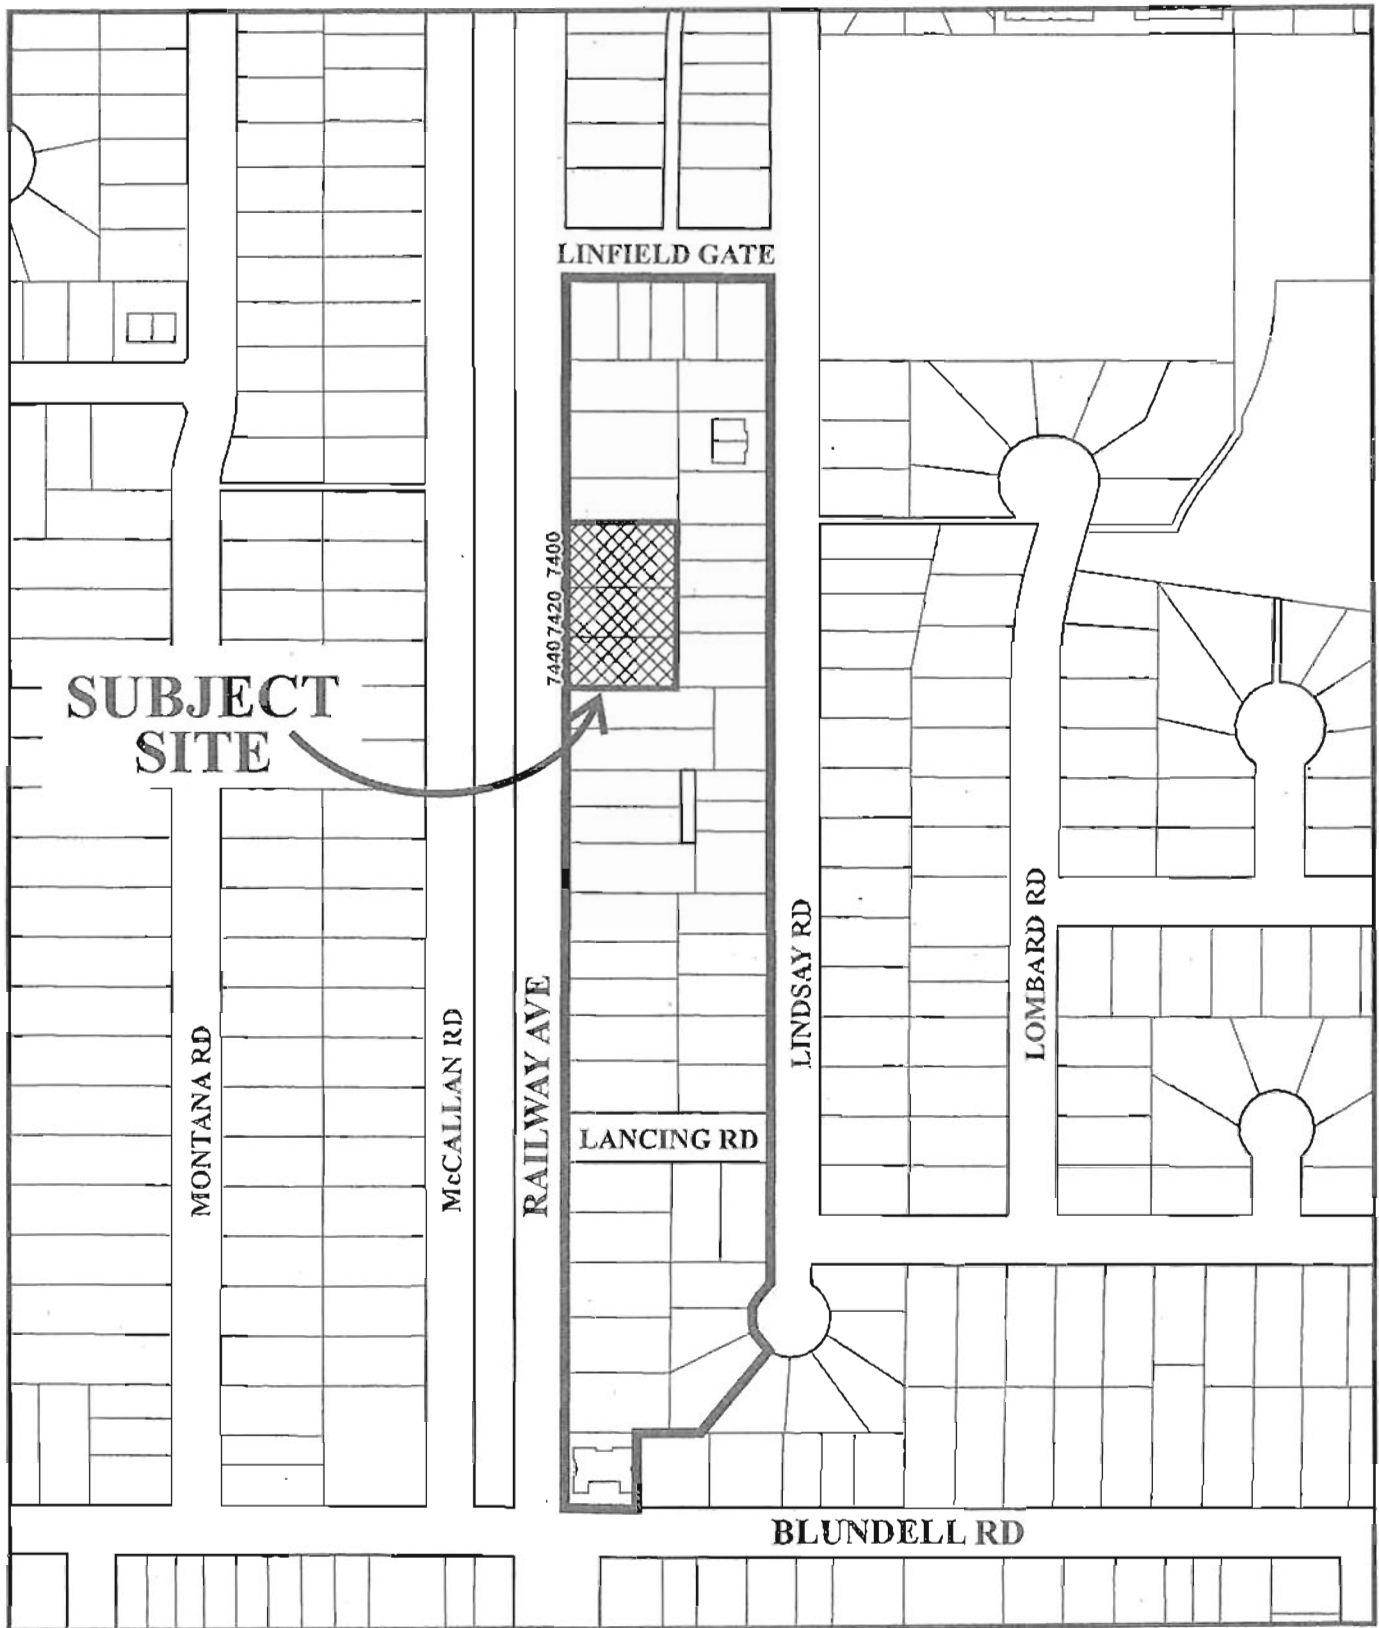 LINFIELD GATE
7400
7420
7440
SUBJECT
SITE
LINDSAY RD
LOMBARD RD
RAILWAY AVE
McCALLAN RD
MONTANA RD
LANCING RD
BLUNDELL RD